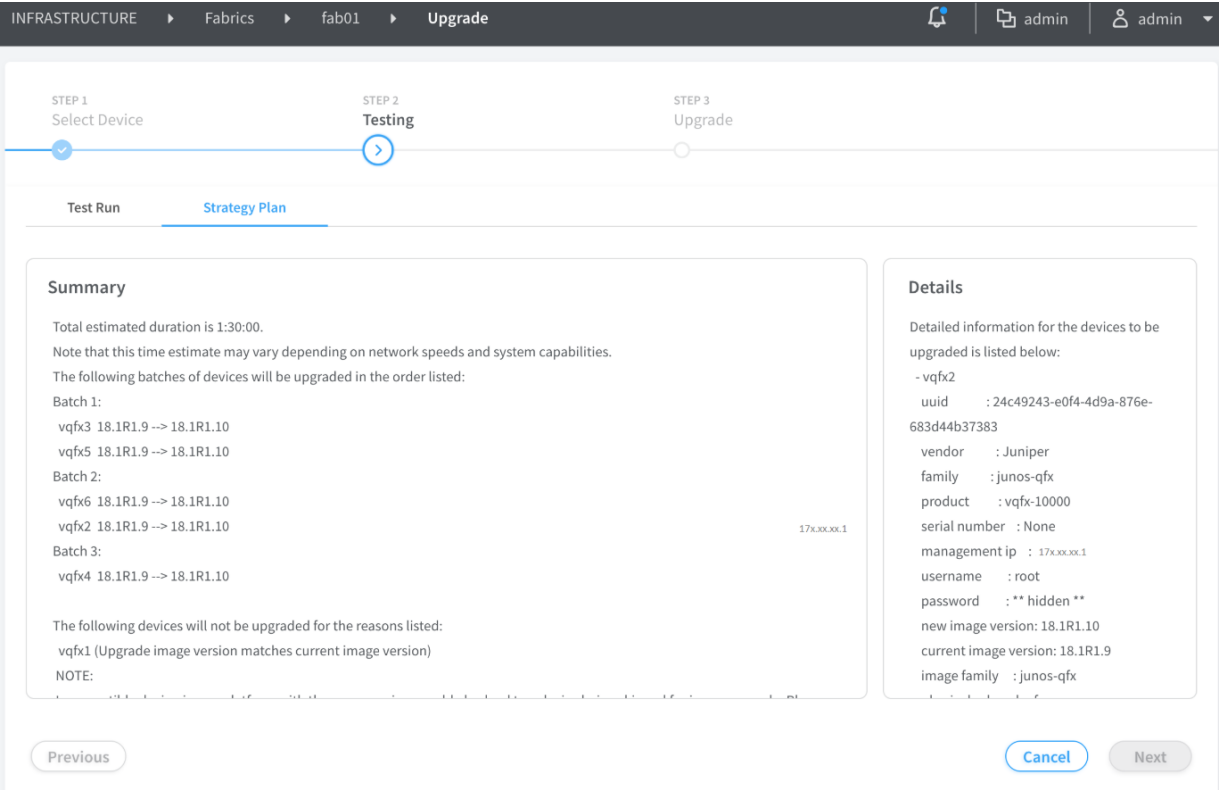 INFRASTRUCTURE Fabrics fab01 Upgrade admin admin
STEP 1 STEP 2 STEP 3
Select Device Testing Upgrade
Test Run Strategy Plan
Summary
Total estimated duration is 1:30:00.
Note that this time estimate may vary depending on network speeds and system capabilities.
The following batches of devices will be upgraded in the order listed:
Batch 1:
vqfx3 18.1R1.9 --> 18.1R1.10
vqfx5 18.1R1.9 --> 18.1R1.10
Batch 2:
vqfx6 18.1R1.9 --> 18.1R1.10
vqfx2 18.1R1.9 --> 18.1R1.10
17x.xx.xx.1
Batch 3:
vqfx4 18.1R1.9 --> 18.1R1.10
The following devices will not be upgraded for the reasons listed:
vqfx1 (Upgrade image version matches current image version)
NOTE:
Details
Detailed information for the devices to be
upgraded is listed below:
- vqfx2
uuid : 24c49243-e0f4-4d9a-876e-
683d44b37383
vendor : Juniper
family : junos-qfx
product : vqfx-10000
serial number : None
management ip : 17x.xx.xx.1
username : root
password : ** hidden **
new image version: 18.1R1.10
current image version: 18.1R1.9
image family : junos-qfx
Previous Cancel Next